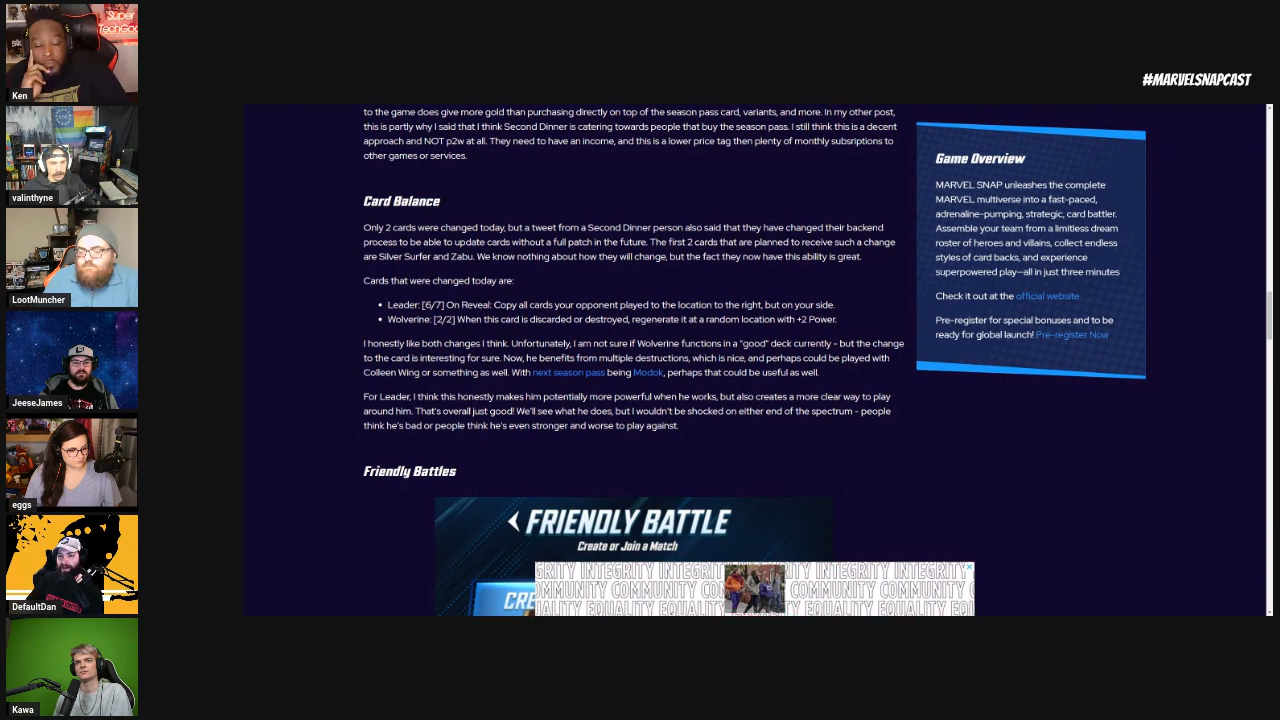 Super
TechGod
Ken
valinthyne
LootMuncher
JeeseJames
eggs
DefaultDan
Kawa
#MARVELSNAPCAST
to the game does give more gold than purchasing directly on top of the season pass card, variants, and more. In my other post,
this is partly why I said that I think Second Dinner is catering towards people that buy the season pass. I still think this is a decent
approach and NOT p2w at all. They need to have an income, and this is a lower price tag then plenty of monthly subsriptions to
other games or services.
Card Balance
Only 2 cards were changed today, but a tweet from a Second Dinner person also said that they have changed their backend
process to be able to update cards without a full patch in the future. The first 2 cards that are planned to receive such a change
are Silver Surfer and Zabu. We know nothing about how they will change, but the fact they now have this ability is great.
Cards that were changed today are:
• Leader: [6/7] On Reveal: Copy all cards your opponent played to the location to the right, but on your side.
• Wolverine: [2/2] When this card is discarded or destroyed, regenerate it at a random location with +2 Power.
I honestly like both changes I think. Unfortunately, I am not sure if Wolverine functions in a "good" deck currently - but the change
to the card is interesting for sure. Now, he benefits from multiple destructions, which is nice, and perhaps could be played with
Colleen Wing or something as well. With next season pass being Modok, perhaps that could be useful as well.
For Leader, I think this potentially makes him potentially more powerful when he works, but also creates a more clear way to play
around him. That's overall just good! We'll see what he does, but I wouldn't be shocked on either end of the spectrum - people
think he's bad or people think he's even stronger and worse to play against.
Friendly Battles
FRIENDLY BATTLE
Create or Join a Match
CRE
GRITY INTEGRITY INTEGRIT RITY INTEGRITY INTEGRITY
OMMUNITY COMMUNITY CO COMMUNITY COMMUNITY
ALITY EQUALITY EQUALITY EQUALITY EQUALITY EQUA
Game Overview
MARVEL SNAP unleashes the complete
MARVEL multiverse into a fast-paced,
adrenaline-pumping, strategic, card battler.
Assemble your team from a limitless dream
roster of heroes and villains, collect endless
styles of card backs, and experience
superpowered play—all in just three minutes
Check it out at the official website
Pre-register for special bonuses and to be
ready for global launch! Pre-register Now